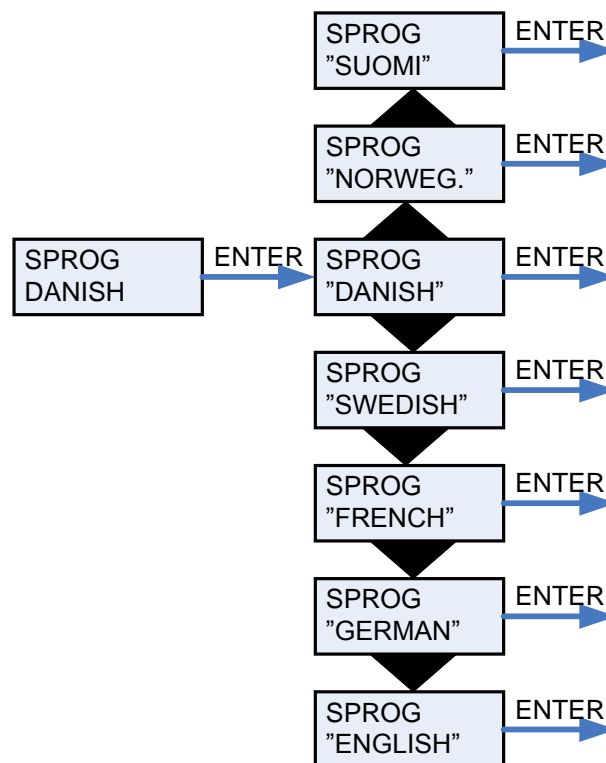 SPROG
"SUOMI"
ENTER
SPROG
"NORWEG."
ENTER
SPROG
DANISH
ENTER
SPROG
"DANISH"
ENTER
SPROG
"SWEDISH"
ENTER
SPROG
"FRENCH"
ENTER
SPROG
"GERMAN"
ENTER
SPROG
"ENGLISH"
ENTER